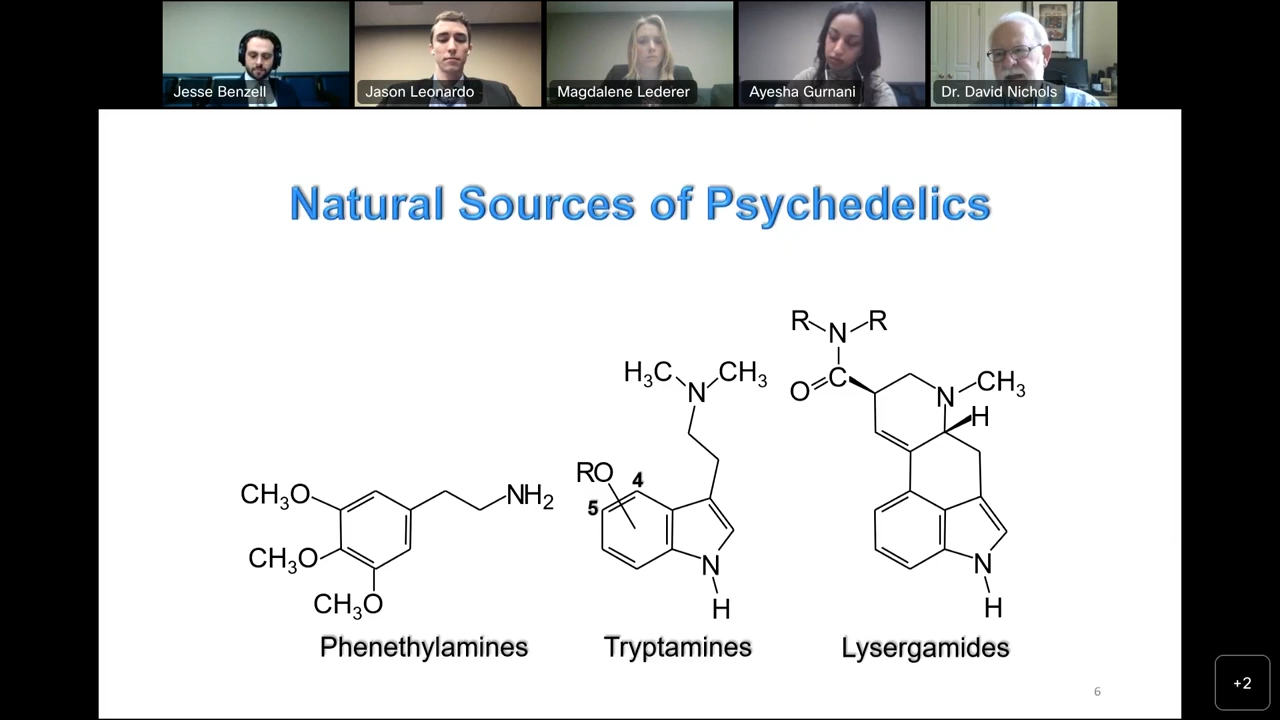 Jesse Benzell
Jason Leonardo
Magdalene Lederer
Ayesha Gurnani
Dr. David Nichols
Natural Sources of Psychedelics
CH₃O
CH₃O
CH₃O
NH₂
Phenethylamines
H₃C
CH₃
N
RO
4
5
N
H
Tryptamines
R
N
R
O
C
N
CH₃
H
N
H
Lysergamides
6
+2